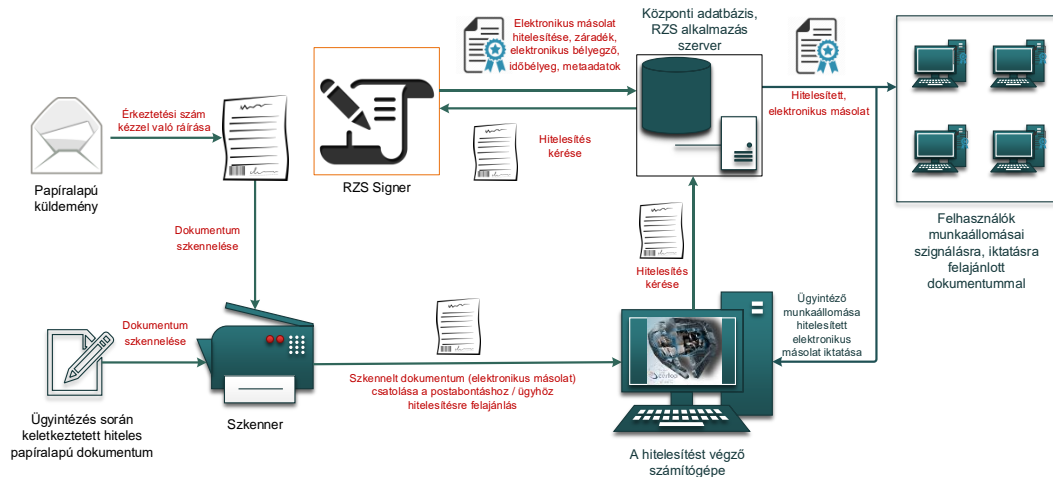 Elektronikus másolat
hitelesítése, záradék,
elektronikus bélyegző,
időbélyeg, metaadatok
Központi adatbázis,
RZS alkalmazás
szerver
Érkeztetési szám
kézzel való ráírása
Hitelesítés
kérése
Hitelesített,
elektronikus másolat
Papíralapú
küldemény
RZS Signer
Dokumentum
szkennelése
Hitelesítés
kérése
Felhasználók
munkaállomásai
szignálásra, iktatásra
felajánlott
dokumentummal
Dokumentum
szkennelése
Szkennelt dokumentum (elektronikus másolat)
csatolása a postabontáshoz / ügyhöz
hitelesítésre felajánlás
Ügyintéző
munkaállomása
hitelesített
elektronikus
másolat iktatása
Ügyintézés során
keletkeztetett hiteles
papíralapú dokumentum
Szkenner
A hitelesítést végző
számítógépe